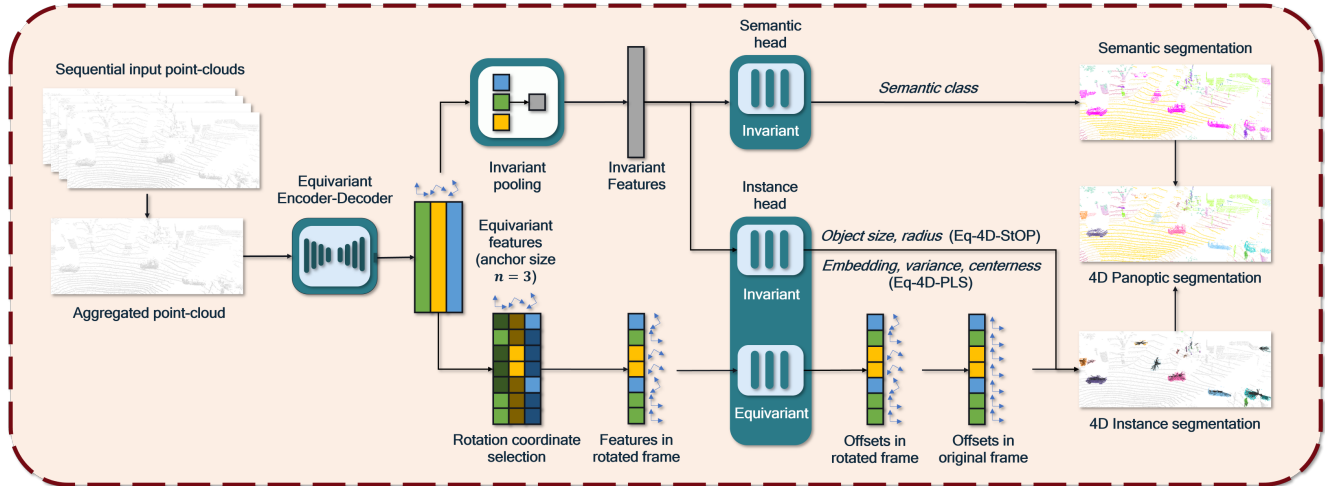 Sequential input point-clouds
Aggregated point-cloud
Equivariant
Encoder-Decoder
Equivariant
features
(anchor size
n = 3)
Invariant
pooling
Invariant
Features
Semantic
head
Invariant
Semantic class
Semantic segmentation
Instance
head
Invariant
Object size, radius (Eq-4D-StOP)
Embedding, variance, centerness
(Eq-4D-PLS)
4D Panoptic segmentation
Rotation coordinate
selection
Features in
rotated frame
Equivariant
Offsets in
rotated frame
Offsets in
original frame
4D Instance segmentation